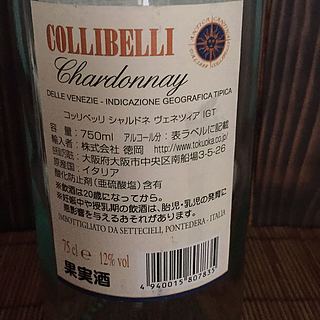 COLLIBELLI
Chardonnay
DELLE VENEZIE - INDICAZIONE GEOGRAFICA TIPICA
コッリベッリ シャルドネ ヴェネツィア IGT
容量:750ml アルコール分:表ラベルに記載
輸入者:株式会社 徳岡 http://www.tokuoka.co.jp/
大阪府大阪市中央区南船場3-5-26
原産国:イタリア
酸化防止剤(亜硫酸塩)含有
*飲酒は20歳になってから。
*妊娠中や授乳期の飲酒は、胎児・乳児の発育に
悪影響を与えるおそれがあります。
IMBOTTIGLIATO DA SETTECIELI, PONTEDERA - ITALIA
75 cl e 12% vol
果実酒
4 940015 807835